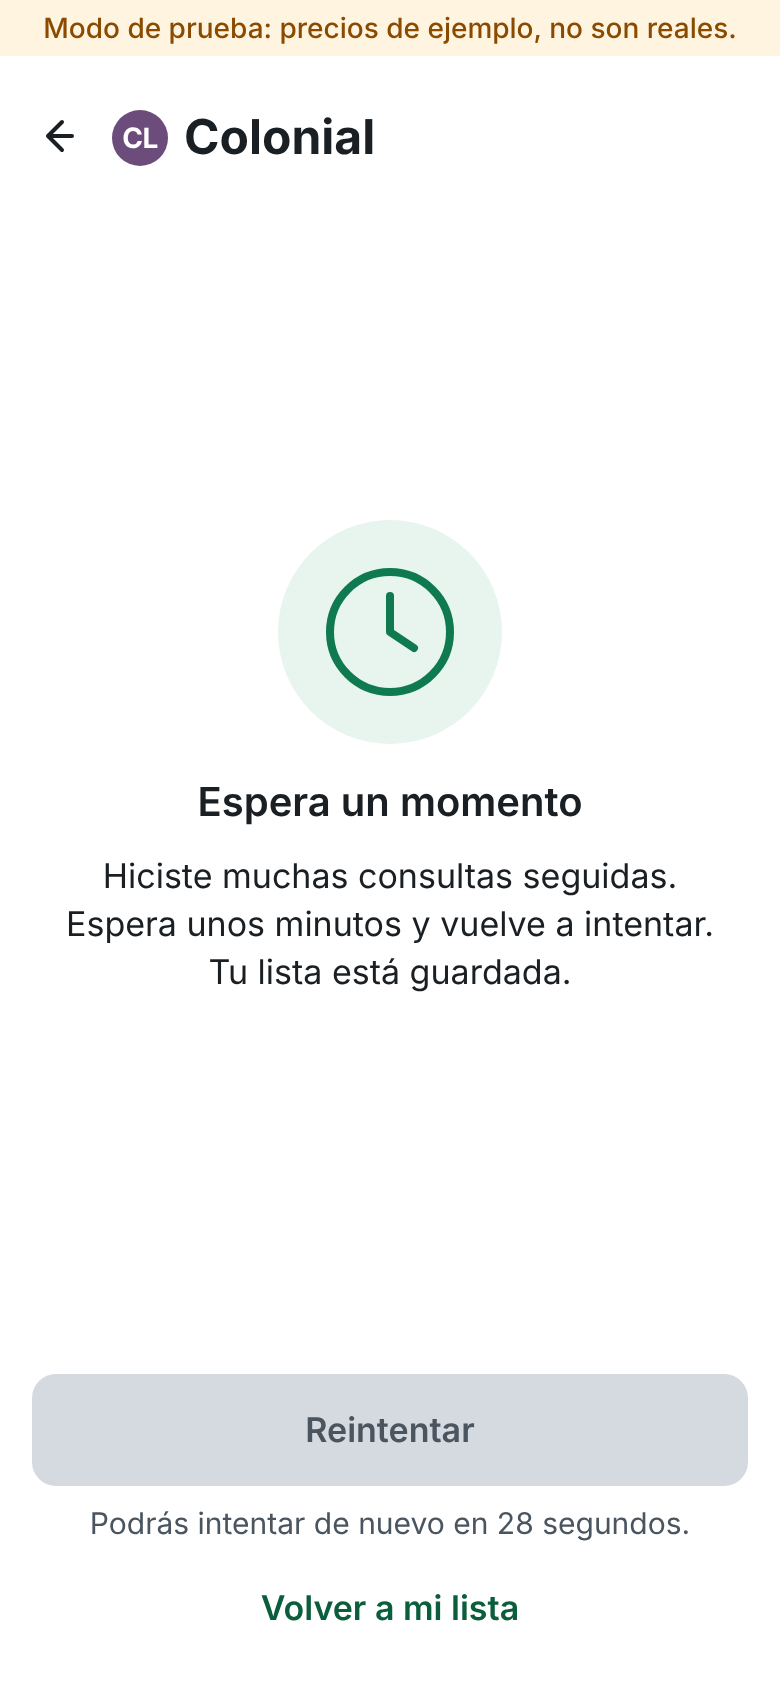 Modo de prueba: precios de ejemplo, no son reales.
CL Colonial
Espera un momento
Hiciste muchas consultas seguidas.
Espera unos minutos y vuelve a intentar.
Tu lista está guardada.
Reintentar
Podrás intentar de nuevo en 28 segundos.
Volver a mi lista